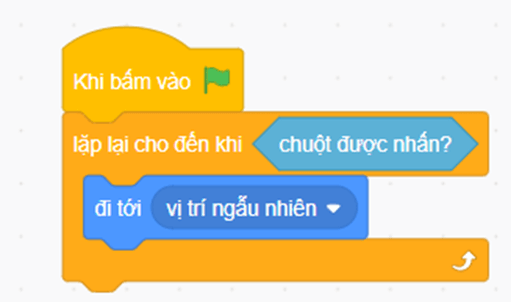 Khi bấm vào
lặp lại cho đến khi chuột được nhấn?
đi tới vị trí ngẫu nhiên